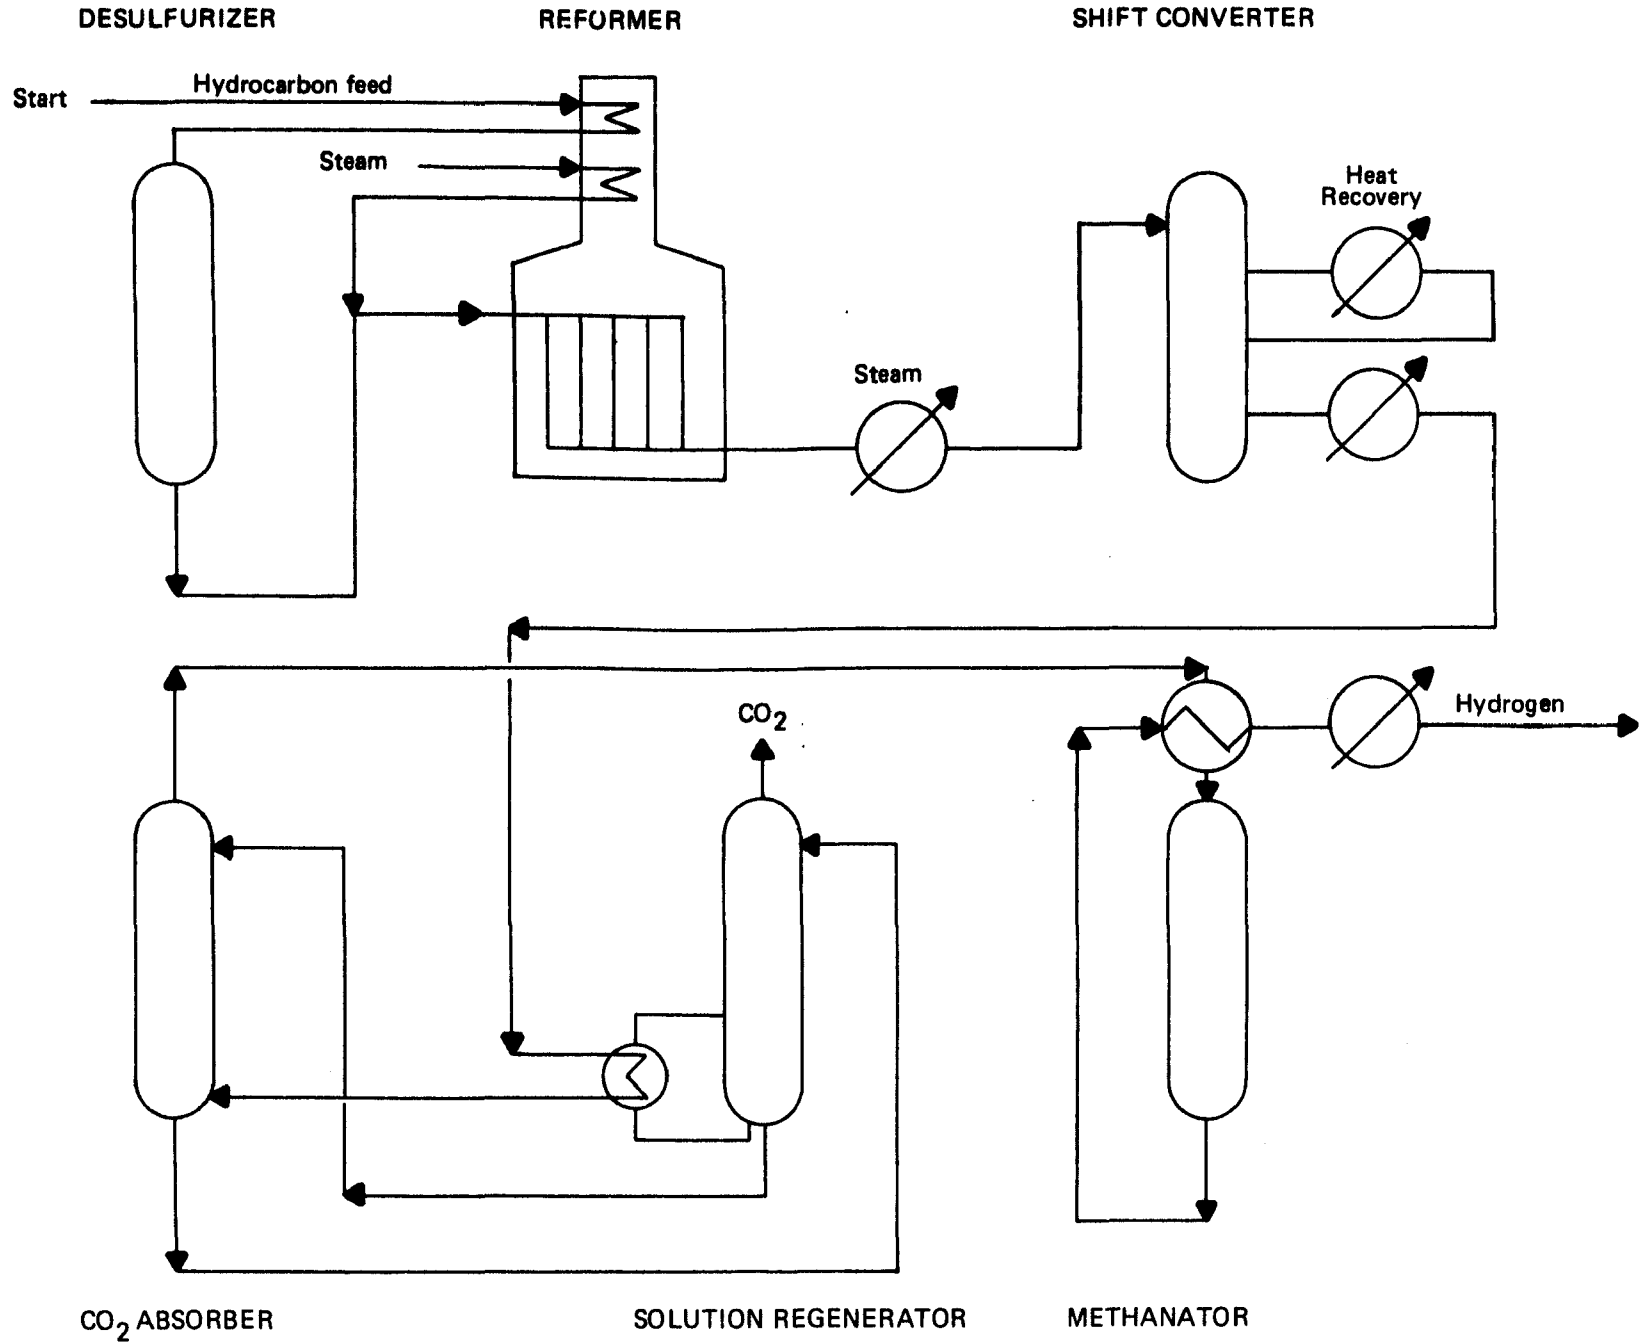 DESULFURIZER
REFORMER
SHIFT CONVERTER
Start
Hydrocarbon feed
Steam
Heat
Recovery
Steam
CO2
Hydrogen
CO2 ABSORBER
SOLUTION REGENERATOR
METHANATOR